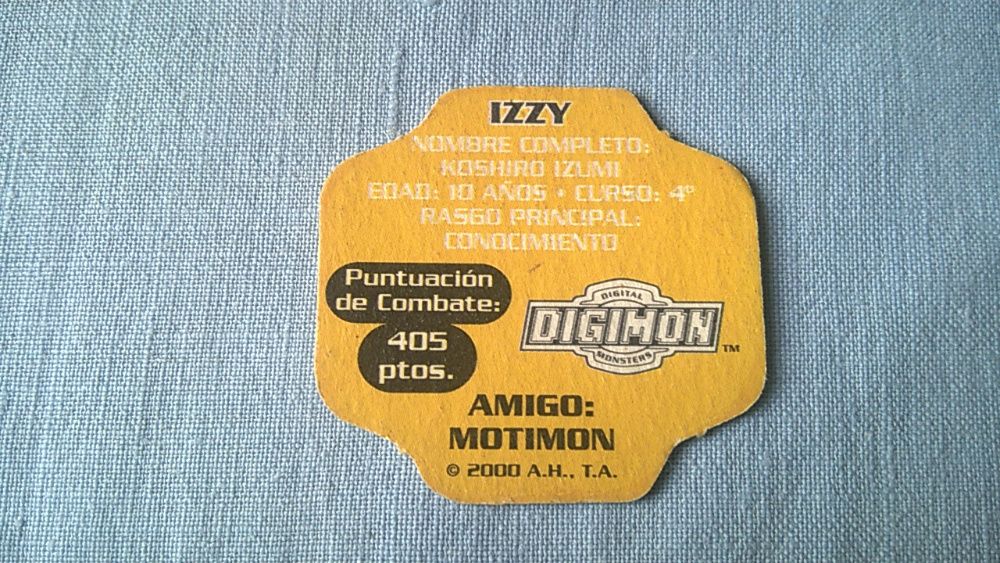 IZZY
NOMBRE COMPLETO:
KOSHIRO IZUMI
EDAD: 10 AÑOS • CURSO: 4º
RASGO PRINCIPAL:
CONOCIMIENTO
Puntuación
de Combate:
405
ptos.
DIGITAL
DIGIMON
MONSTERS
TM
AMIGO:
MOTIMON
© 2000 A.H., T.A.